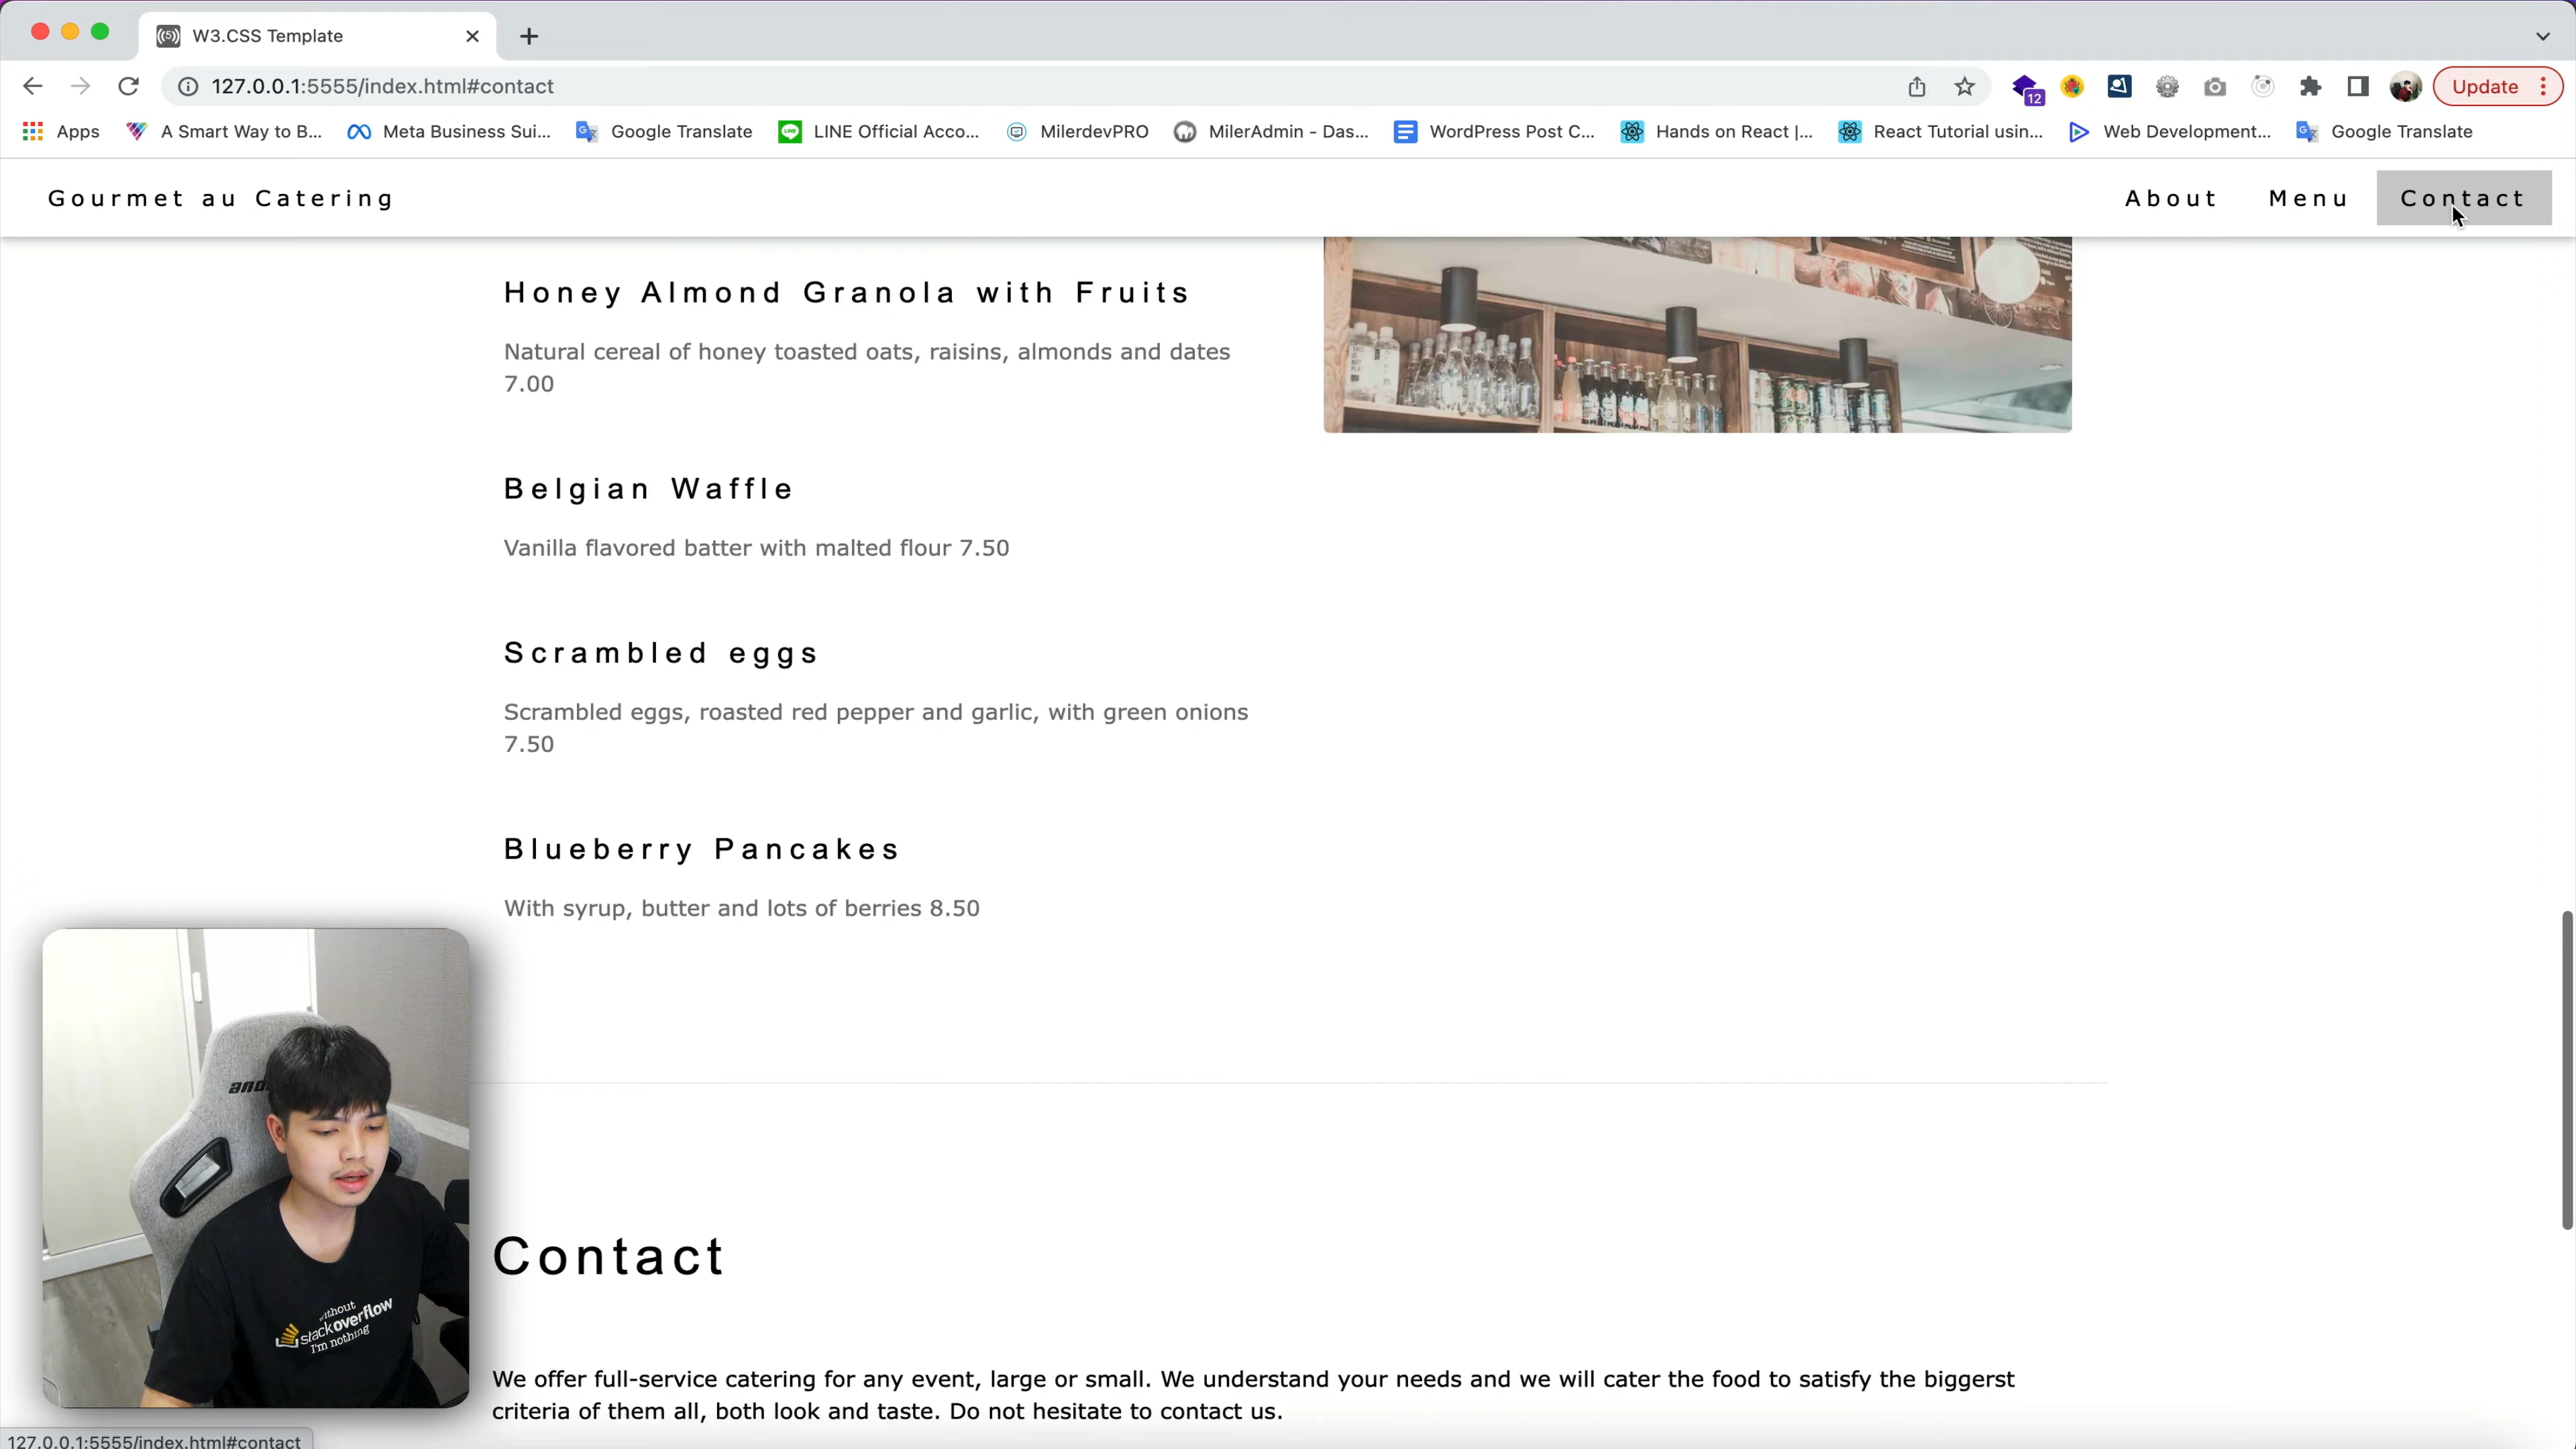 W3.CSS Template
127.0.0.1:5555/index.html#contact
12
Update
Apps
A Smart Way to B...
Meta Business Sui...
Google Translate
LINE Official Acco...
MilerdevPRO
MilerAdmin - Das...
WordPress Post C...
Hands on React |...
React Tutorial usin...
Web Development...
Google Translate
Gourmet au Catering
About
Menu
Contact
Honey Almond Granola with Fruits
Natural cereal of honey toasted oats, raisins, almonds and dates
7.00
Belgian Waffle
Vanilla flavored batter with malted flour 7.50
Scrambled eggs
Scrambled eggs, roasted red pepper and garlic, with green onions
7.50
Blueberry Pancakes
With syrup, butter and lots of berries 8.50
Contact
We offer full-service catering for any event, large or small. We understand your needs and we will cater the food to satisfy the biggerst
criteria of them all, both look and taste. Do not hesitate to contact us.
stackoverflow
I'm nothing
127.0.0.1:5555/index.html#contact